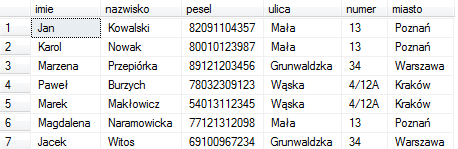 imie nazwisko pesel ulica numer miasto
1 Jan Kowalski 82091104357 Mała 13 Poznań
2 Karol Nowak 80010123987 Mała 13 Poznań
3 Marzena Przepiórka 89121203456 Grunwaldzka 34 Warszawa
4 Paweł Burzych 78032309123 Wąska 4/12A Kraków
5 Marek Makłowicz 54013112345 Wąska 4/12A Kraków
6 Magdalena Naramowicka 77121312098 Mała 13 Poznań
7 Jacek Witos 69100967234 Grunwaldzka 34 Warszawa